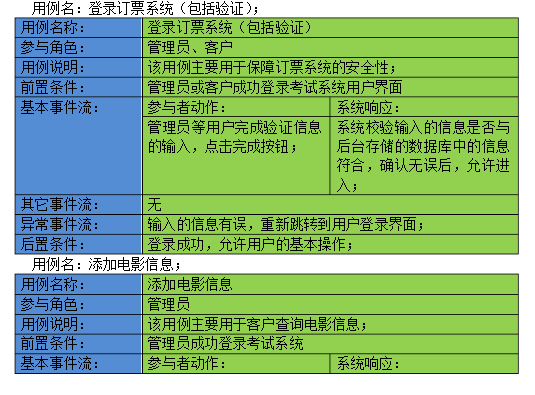 用例名：登录订票系统（包括验证）；
用例名称： 登录订票系统（包括验证）
参与角色： 管理员、客户
用例说明： 该用例主要用于保障订票系统的安全性；
前置条件： 管理员或客户成功登录考试系统用户界面
基本事件流： 参与者动作： 系统响应：
管理员等用户完成验证信息
的输入，点击完成按钮；
系统校验输入的信息是否与
后台存储的数据库中的信息
符合，确认无误后，允许进
入；
其它事件流： 无
异常事件流： 输入的信息有误，重新跳转到用户登录界面；
后置条件： 登录成功，允许用户的基本操作；
用例名：添加电影信息；
用例名称： 添加电影信息
参与角色： 管理员
用例说明： 该用例主要用于客户查询电影信息；
前置条件： 管理员成功登录考试系统
基本事件流： 参与者动作： 系统响应：